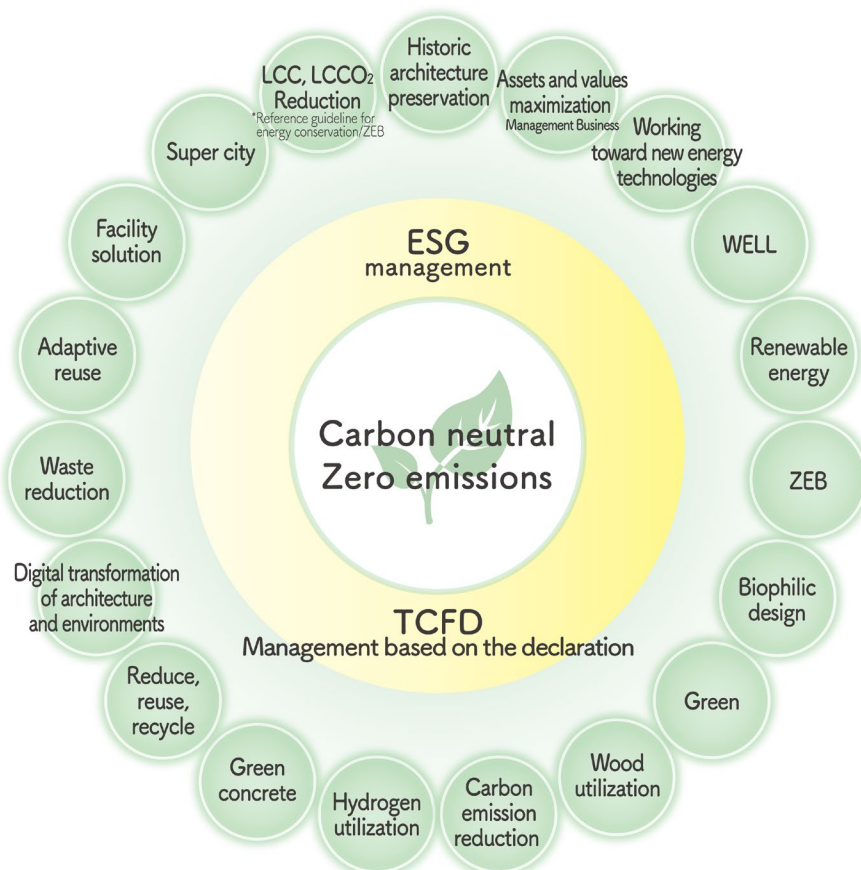 Historic
architecture
preservation
Assets and values
maximization
Management Business
Working
toward new energy
technologies
WELL
Renewable
energy
ZEB
Biophilic
design
Green
Wood
utilization
Carbon
emission
reduction
Hydrogen
utilization
Green
concrete
Reduce,
reuse,
recycle
Digital transformation
of architecture
and environments
Waste
reduction
Adaptive
reuse
Facility
solution
Super city
LCC, LCCO₂
Reduction
*Reference guideline for
energy conservation/ZEB
ESG
management
Carbon neutral
Zero emissions
TCFD
Management based on the declaration